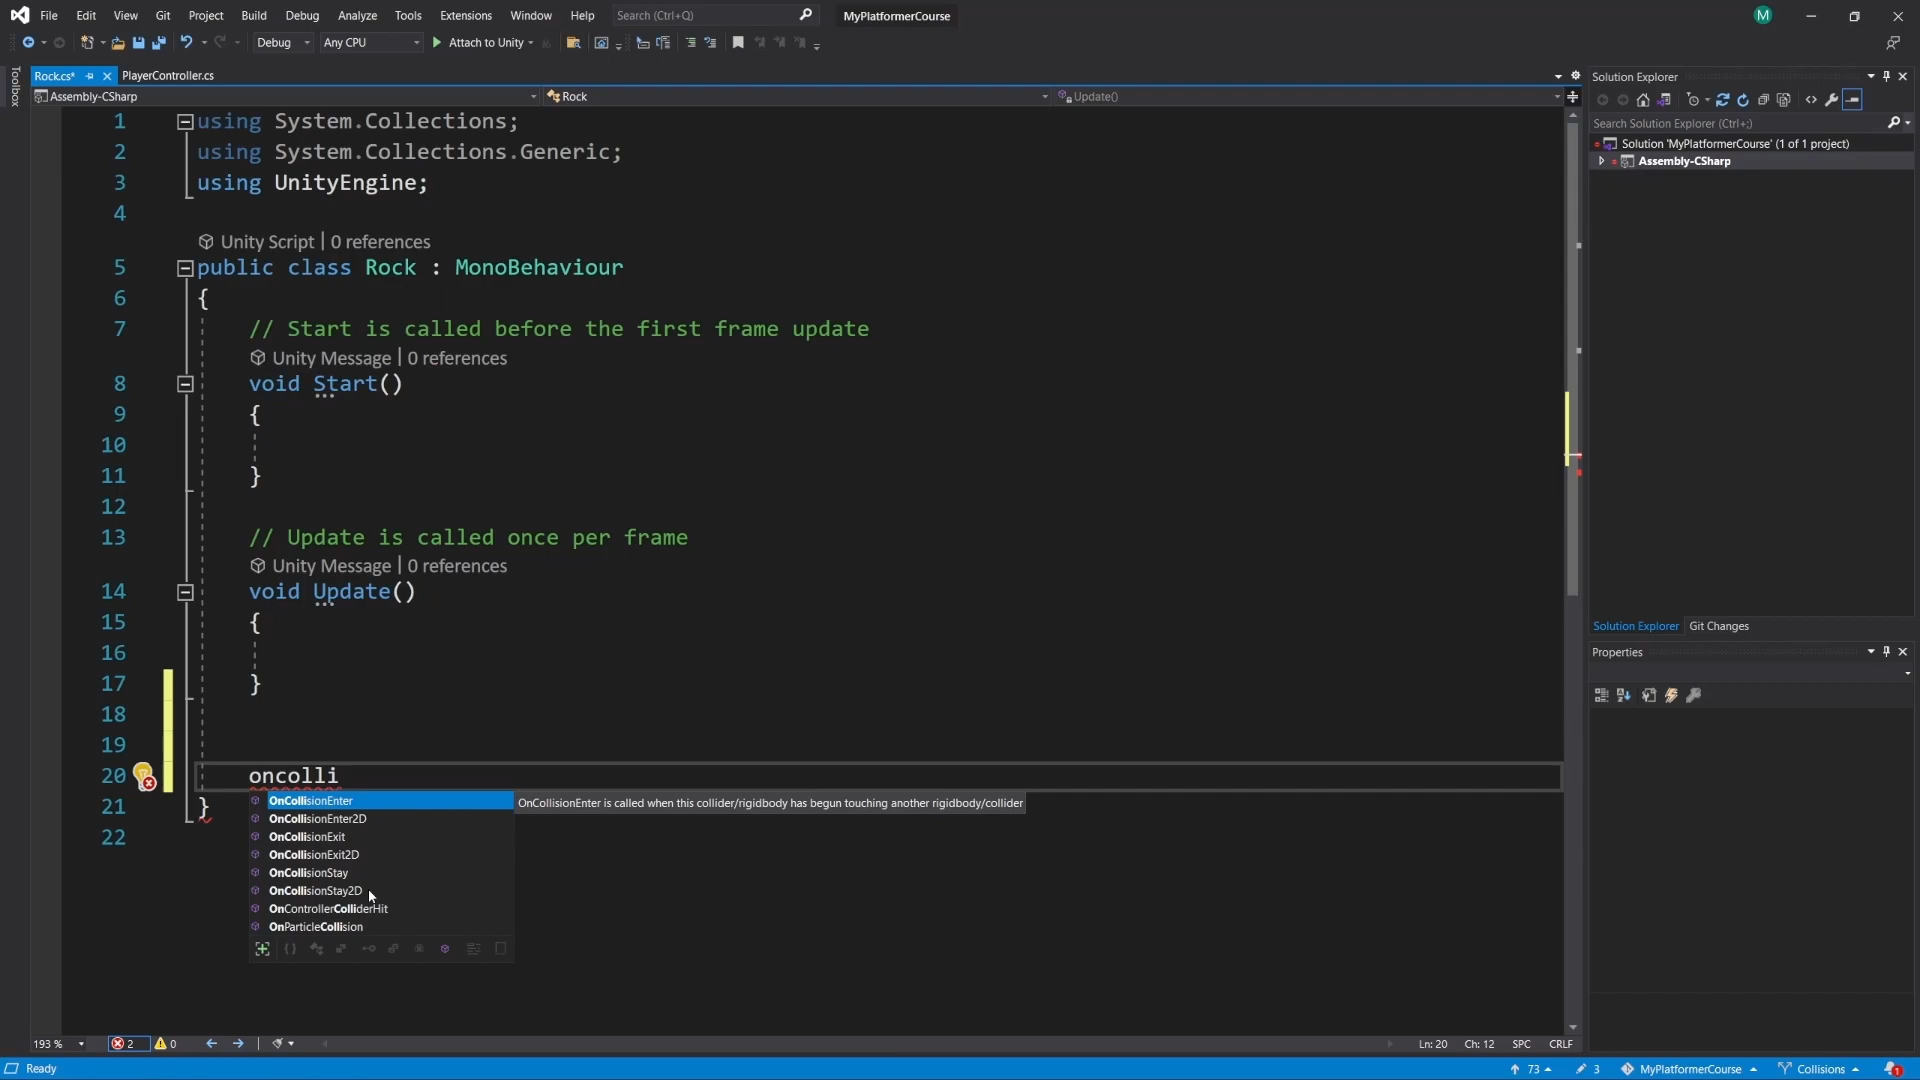 File Edit View Git Project Build Debug Test Analyze Tools Extensions Window Help Search (Ctrl+Q) MyPlatformerCourse M
Debug Any CPU Attach to Unity
Toolbox
Rock.cs* PlayerController.cs
Assembly-CSharp Rock Update()
1 using System.Collections;
2 using System.Collections.Generic;
3 using UnityEngine;
4
Unity Script | 0 references
5 public class Rock : MonoBehaviour
6 {
7 // Start is called before the first frame update
Unity Message | 0 references
8 void Start()
9 {
10
11 }
12
13 // Update is called once per frame
Unity Message | 0 references
14 void Update()
15 {
16
17 }
18
19
20 oncolli
21 }
22
OnCollisionEnter
OnCollisionEnter2D
OnCollisionExit
OnCollisionExit2D
OnCollisionStay
OnCollisionStay2D
OnControllerColliderHit
OnParticleCollision
OnCollisionEnter is called when this collider/rigidbody has begun touching another rigidbody/collider
Solution Explorer
Search Solution Explorer (Ctrl+;)
Solution 'MyPlatformerCourse' (1 of 1 project)
Assembly-CSharp
Solution Explorer Git Changes
Properties
193 % 2 0 Ln: 20 Ch: 12 SPC CRLF
Ready 73 3 MyPlatformerCourse Collisions 1